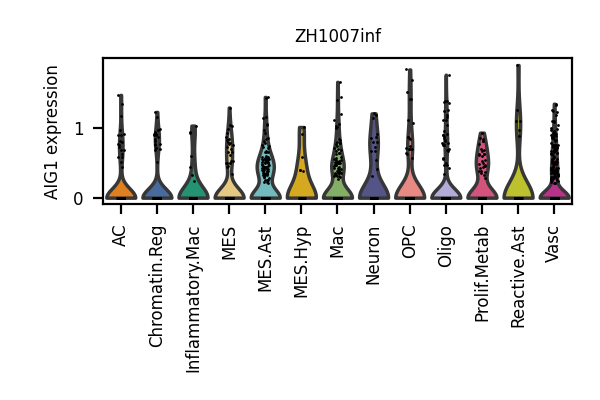 ZH1007inf
AIG1 expression
1
0
AC
Chromatin.Reg
Inflammatory.Mac
MES
MES.Ast
MES.Hyp
Mac
Neuron
OPC
Oligo
Prolif.Metab
Reactive.Ast
Vasc